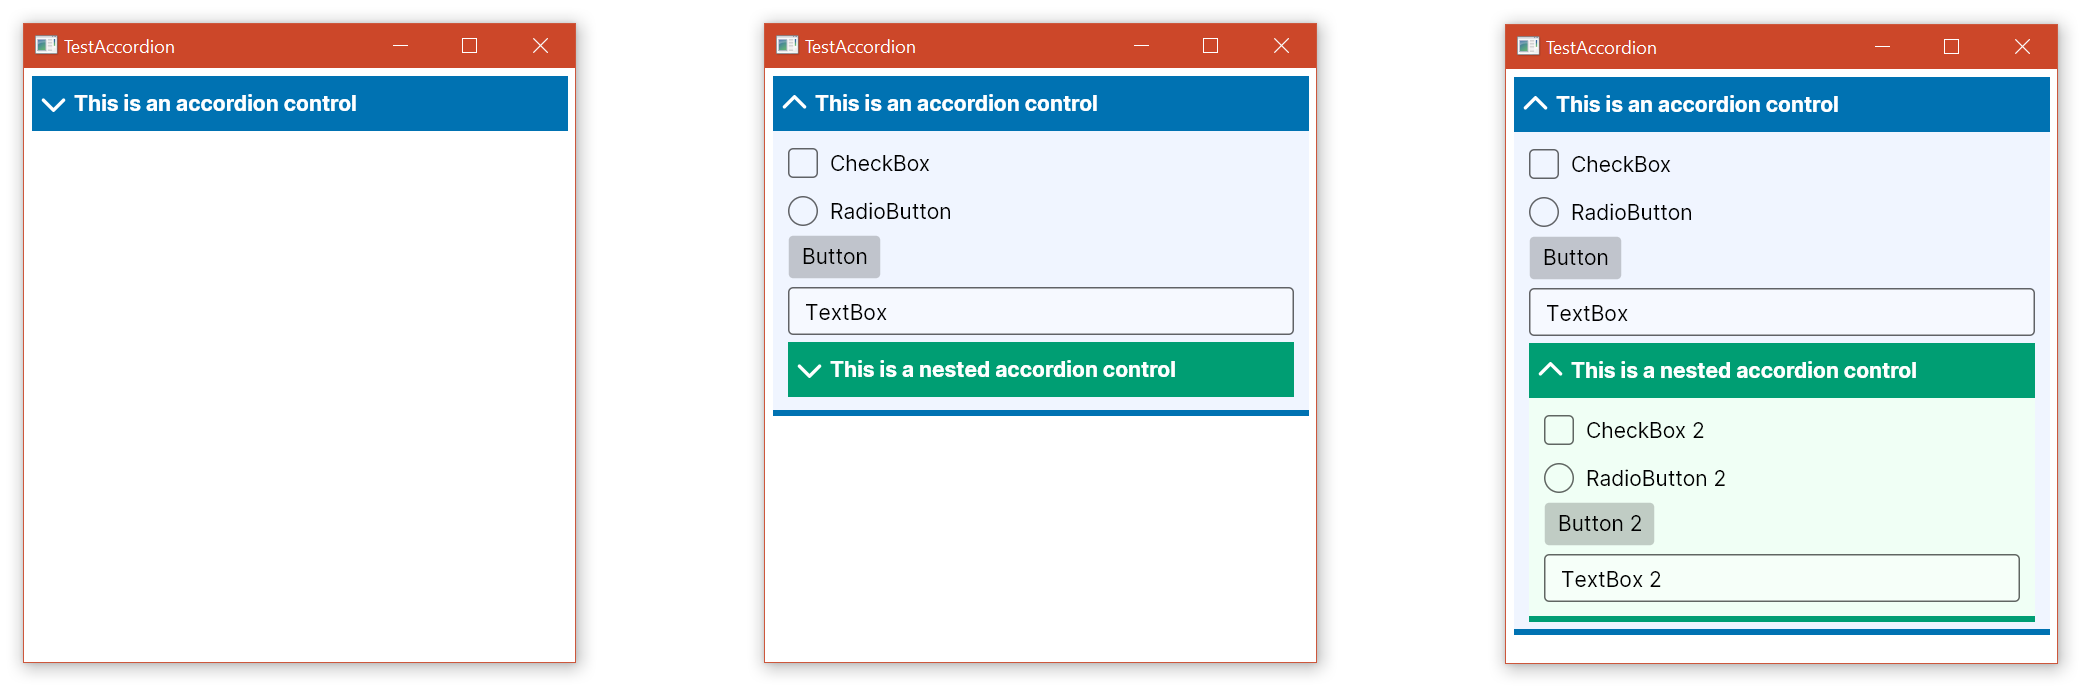 TestAccordion
This is an accordion control
TestAccordion
This is an accordion control
CheckBox
RadioButton
Button
TextBox
This is a nested accordion control
TestAccordion
This is an accordion control
CheckBox
RadioButton
Button
TextBox
This is a nested accordion control
CheckBox 2
RadioButton 2
Button 2
TextBox 2